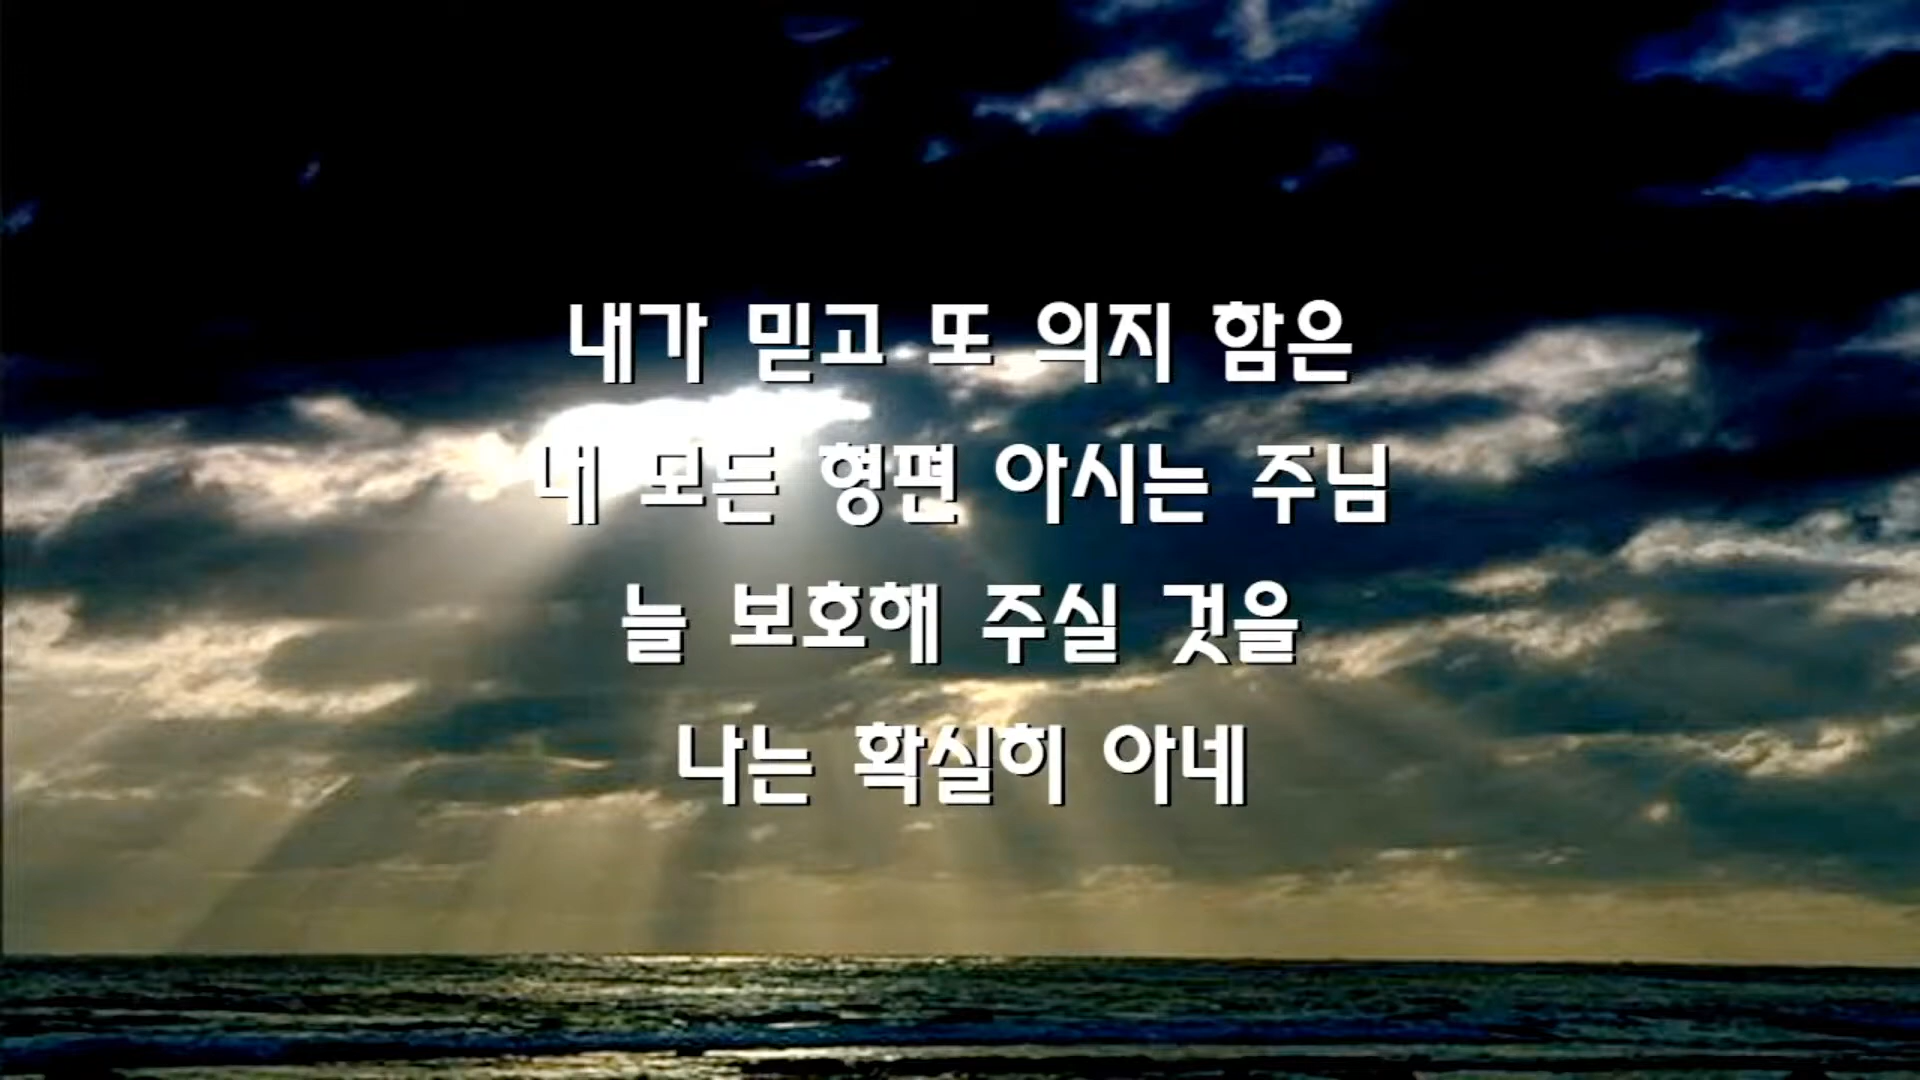 내가 믿고 또 의지 함은
내 모든 형편 아시는 주님
늘 보호해 주실 것을
나는 확실히 아네